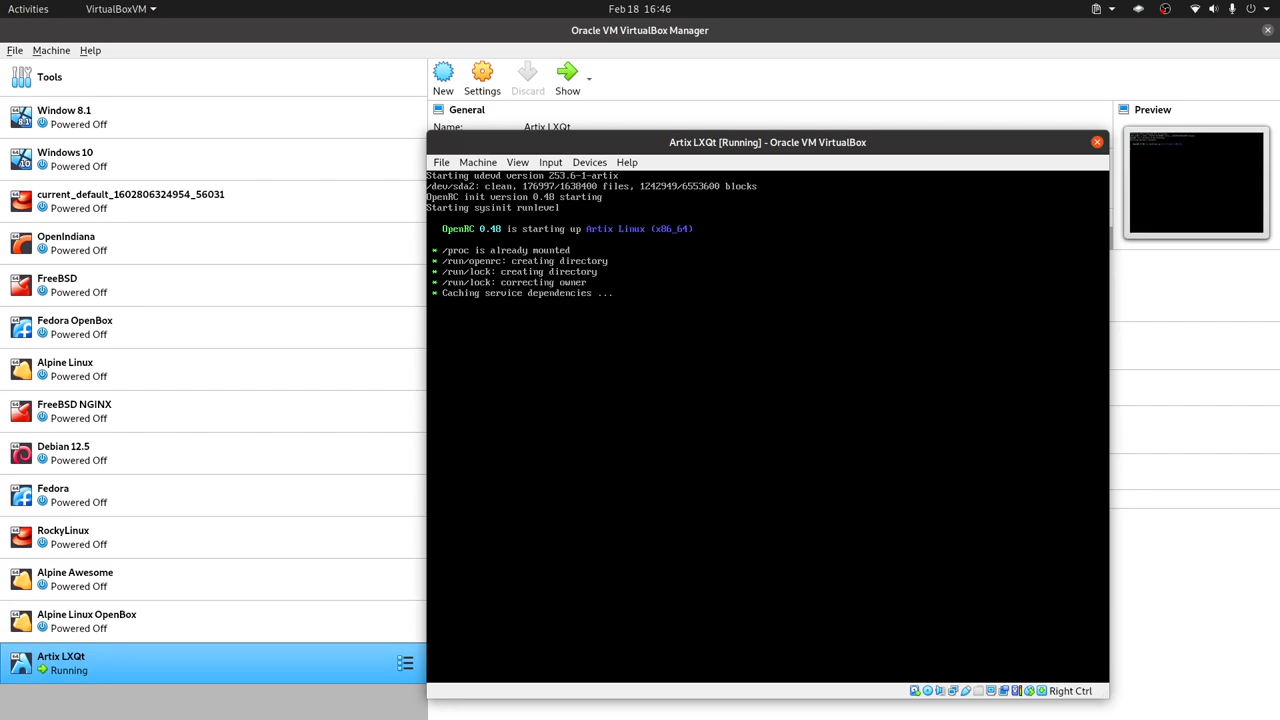 Activities
VirtualBoxVM
Feb 18 16:46
Oracle VM VirtualBox Manager
File Machine Help
Tools
Window 8.1
Powered Off
Windows 10
Powered Off
current_default_1602806324954_56031
Powered Off
OpenIndiana
Powered Off
FreeBSD
Powered Off
Fedora OpenBox
Powered Off
Alpine Linux
Powered Off
FreeBSD NGINX
Powered Off
Debian 12.5
Powered Off
Fedora
Powered Off
RockyLinux
Powered Off
Alpine Awesome
Powered Off
Alpine Linux OpenBox
Powered Off
Artix LXQt
Running
New Settings Discard Show
General
Name: Artix LXQt
Preview
Artix LXQt [Running] - Oracle VM VirtualBox
File Machine View Input Devices Help
Starting udevd version 253.6-1-artix
/dev/sda2: clean, 176997/1638400 files, 1242949/6553600 blocks
OpenRC init version 0.48 starting
Starting sysinit runlevel
OpenRC 0.48 is starting up Artix Linux (x86_64)
* /proc is already mounted
* /run/openrc: creating directory
* /run/lock: creating directory
* /run/lock: correcting owner
* Caching service dependencies ...
Right Ctrl